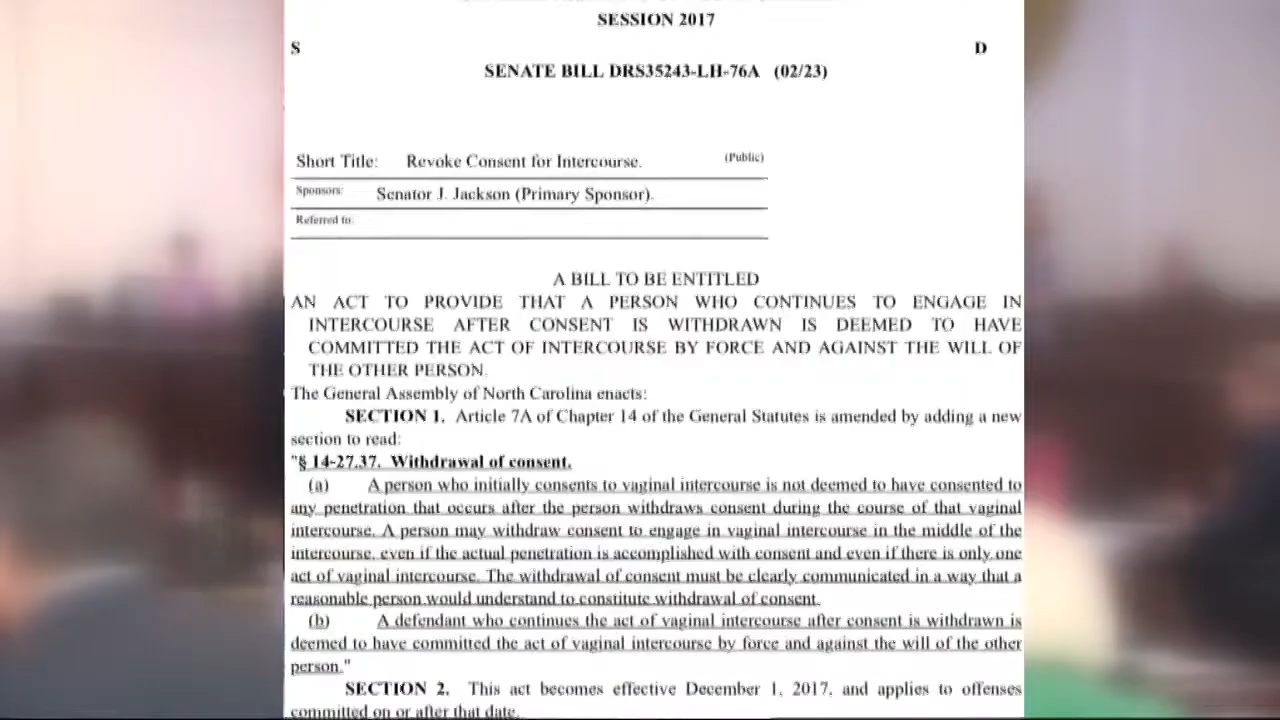 SESSION 2017
S D
SENATE BILL DRS35243-LH-76A (02/23)
Short Title: Revoke Consent for Intercourse. (Public)
Sponsors: Senator J. Jackson (Primary Sponsor).
Referred to:
A BILL TO BE ENTITLED
AN ACT TO PROVIDE THAT A PERSON WHO CONTINUES TO ENGAGE IN
INTERCOURSE AFTER CONSENT IS WITHDRAWN IS DEEMED TO HAVE
COMMITTED THE ACT OF INTERCOURSE BY FORCE AND AGAINST THE WILL OF
THE OTHER PERSON.
The General Assembly of North Carolina enacts:
SECTION 1. Article 7A of Chapter 14 of the General Statutes is amended by adding a new
section to read:
"§ 14-27.37. Withdrawal of consent.
(a) A person who initially consents to vaginal intercourse is not deemed to have consented to
any penetration that occurs after the person withdraws consent during the course of that vaginal
intercourse. A person may withdraw consent to engage in vaginal intercourse in the middle of the
intercourse, even if the actual penetration is accomplished with consent and even if there is only one
act of vaginal intercourse. The withdrawal of consent must be clearly communicated in a way that a
reasonable person would understand to constitute withdrawal of consent.
(b) A defendant who continues the act of vaginal intercourse after consent is withdrawn is
deemed to have committed the act of vaginal intercourse by force and against the will of the other
person."
SECTION 2. This act becomes effective December 1, 2017, and applies to offenses
committed on or after that date.